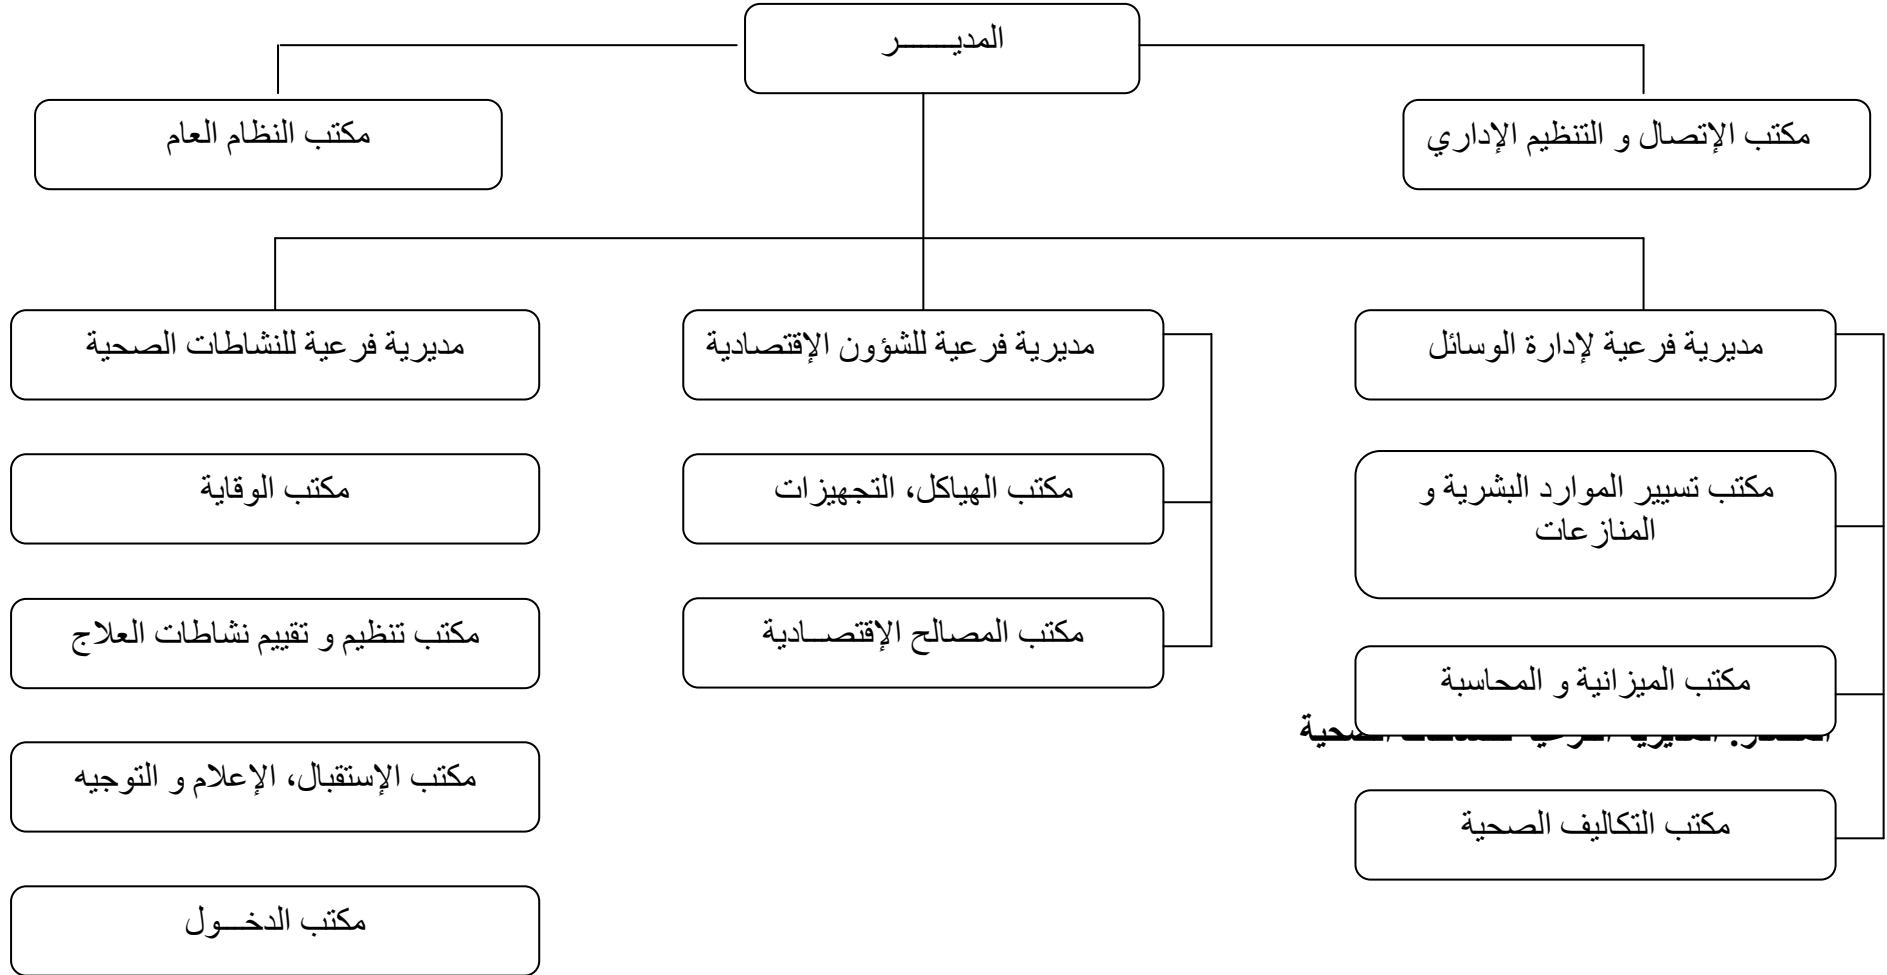 المديـــــــر
مكتب الإتصال و التنظيم الإداري
مكتب النظام العام
مديرية فرعية لإدارة الوسائل
مديرية فرعية للشؤون الإقتصادية
مديرية فرعية للنشاطات الصحية
مكتب تسيير الموارد البشرية و
المنازعات
مكتب الهياكل، التجهيزات
مكتب الوقاية
مكتب الميزانية و المحاسبة
مكتب المصالح الإقتصــادية
مكتب تنظيم و تقييم نشاطات العلاج
مكتب التكاليف الصحية
مكتب الإستقبال، الإعلام و التوجيه
مكتب الدخـــول